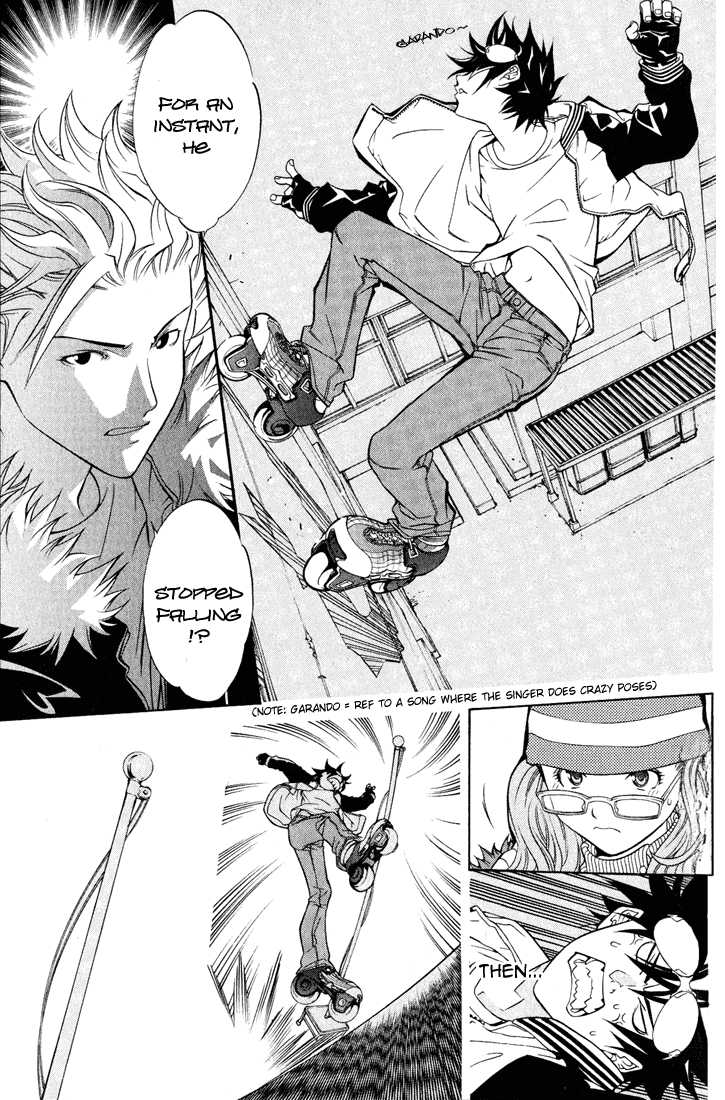 GARANDO~
FOR AN
INSTANT,
HE
STOPPED
FALLING
!?
(NOTE: GARANDO = REF TO A SONG WHERE THE SINGER DOES CRAZY POSES)
THEN...